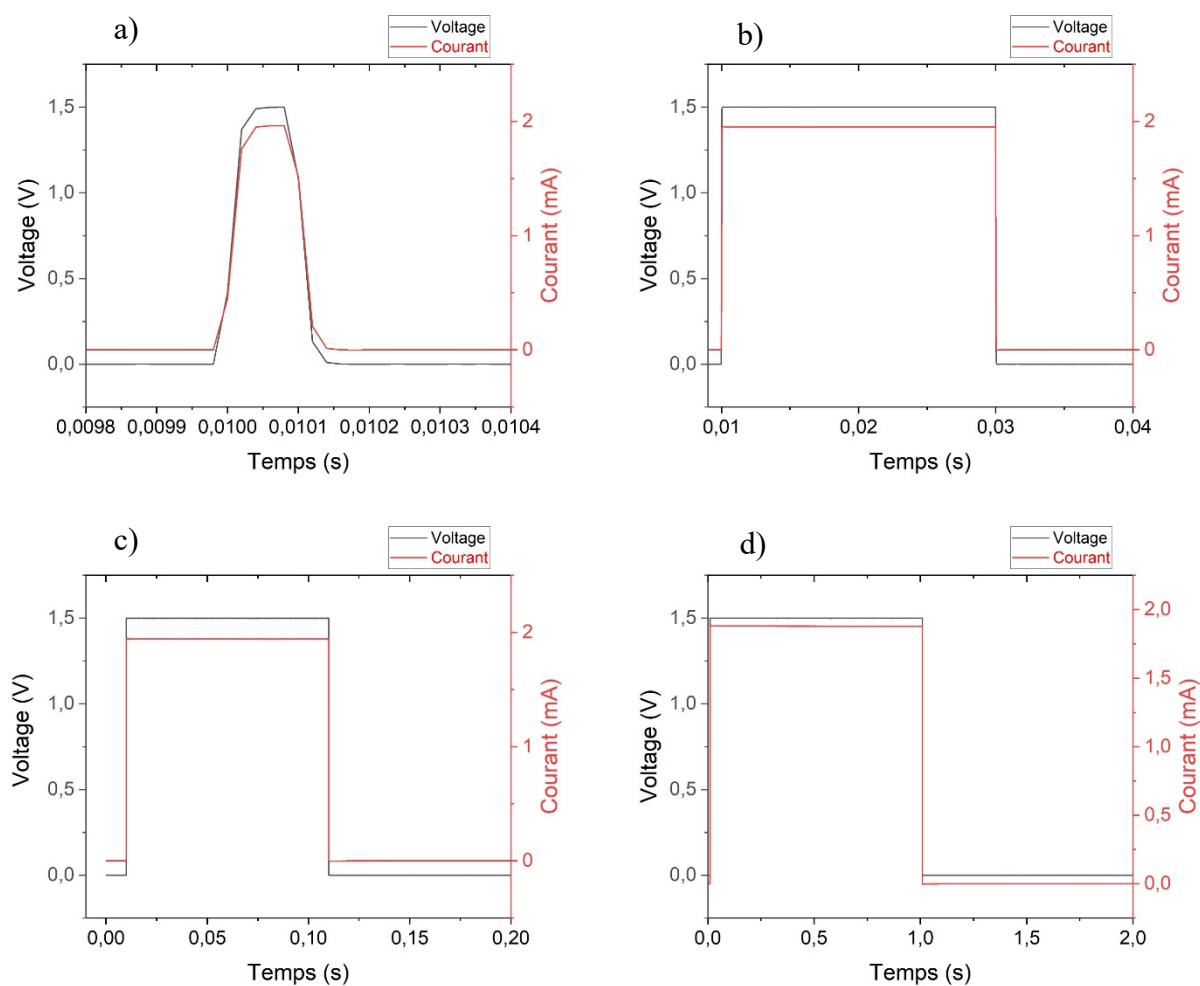 a)
Voltage
Courant
1,5
1,0
0,5
0,0
Voltage (V)
2
1
0
Courant (mA)
0,0098 0,0099 0,0100 0,0101 0,0102 0,0103 0,0104
Temps (s)
b)
Voltage
Courant
1,5
1,0
0,5
0,0
Voltage (V)
2
1
0
Courant (mA)
0,01 0,02 0,03 0,04
Temps (s)
c)
Voltage
Courant
1,5
1,0
0,5
0,0
Voltage (V)
2
1
0
Courant (mA)
0,00 0,05 0,10 0,15 0,20
Temps (s)
d)
Voltage
Courant
1,5
1,0
0,5
0,0
Voltage (V)
2,0
1,5
1,0
0,5
0,0
Courant (mA)
0,0 0,5 1,0 1,5 2,0
Temps (s)